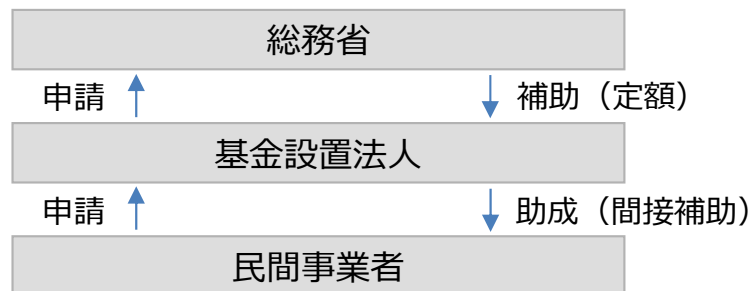 総務省
申請 補助（定額）
基金設置法人
申請 助成（間接補助）
民間事業者